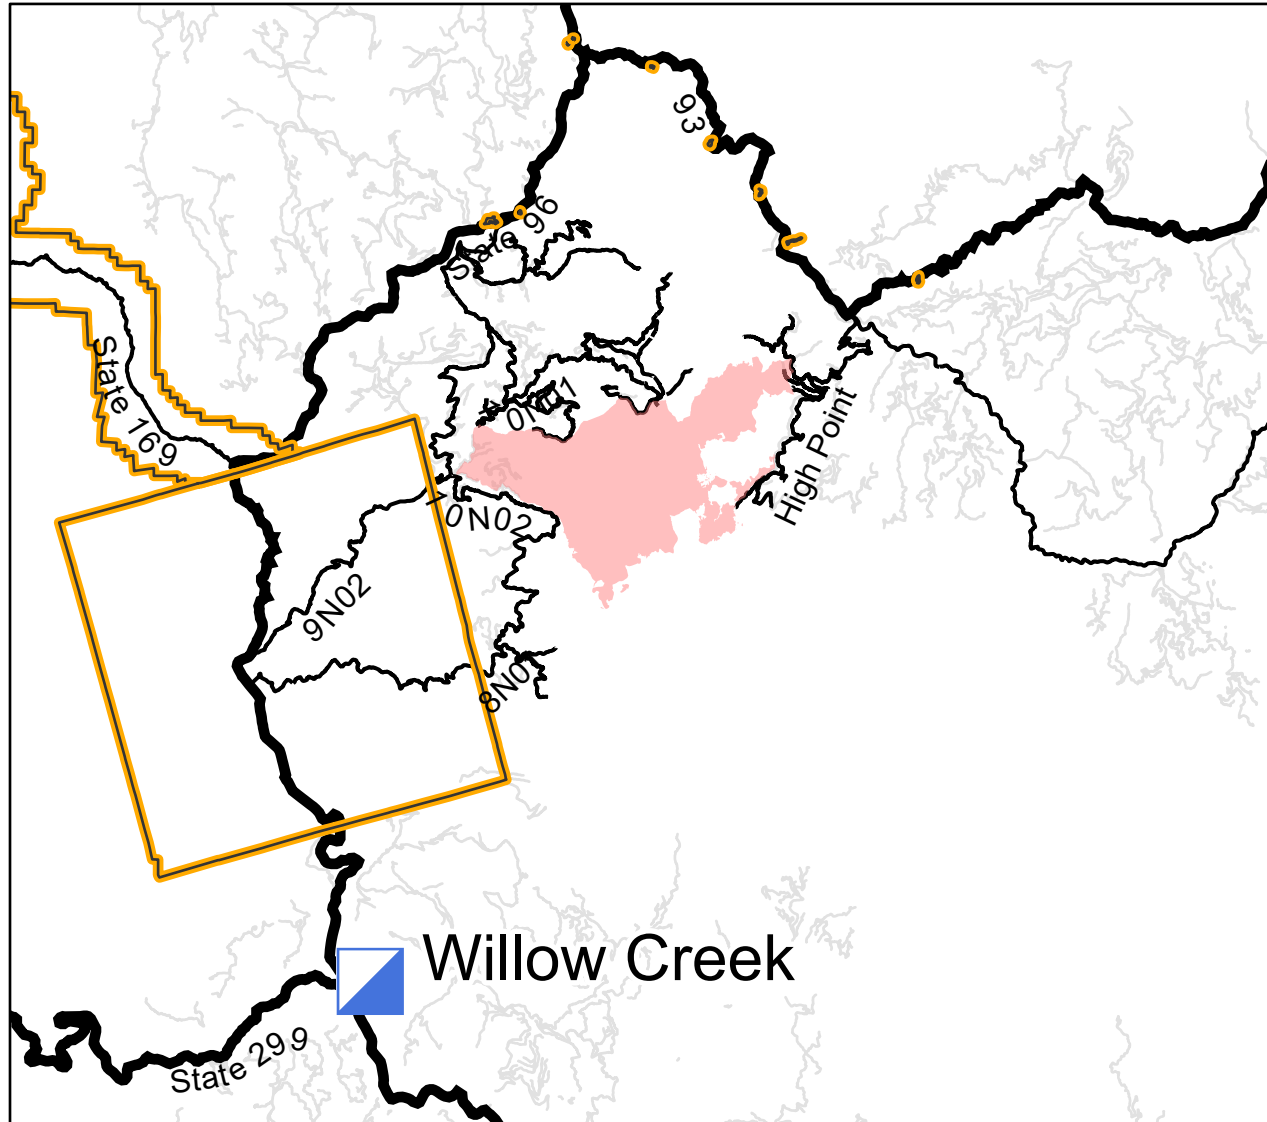 93
State 96
State 169
High Point
10N02
9N02
Willow Creek
State 299